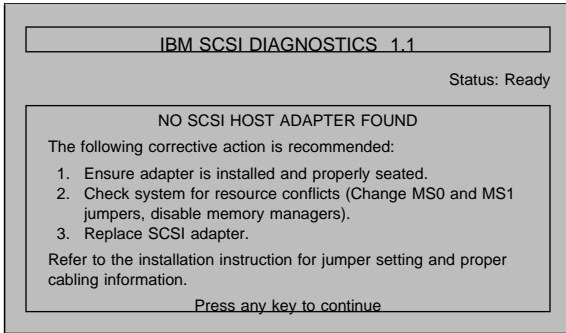 IBM SCSI DIAGNOSTICS 1.1
Status: Ready
NO SCSI HOST ADAPTER FOUND
The following corrective action is recommended:
1. Ensure adapter is installed and properly seated.
2. Check system for resource conflicts (Change MS0 and MS1
jumpers, disable memory managers).
3. Replace SCSI adapter.
Refer to the installation instruction for jumper setting and proper
cabling information.
Press any key to continue